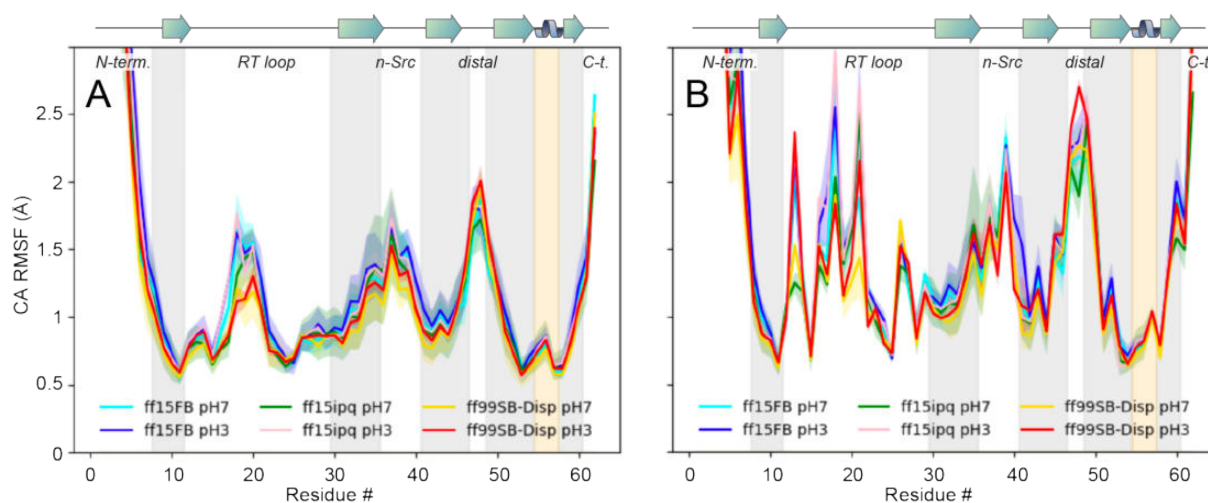 A
N-term. RT loop n-Src distal C-t.
CA RMSF (Å)
2.5
2
1.5
1
0.5
0
ff15FB pH7 ff15ipq pH7 ff99SB-Disp pH7
ff15FB pH3 ff15ipq pH3 ff99SB-Disp pH3
0 10 20 30 40 50 60
Residue #
B
N-term. RT loop n-Src distal C-t.
ff15FB pH7 ff15ipq pH7 ff99SB-Disp pH7
ff15FB pH3 ff15ipq pH3 ff99SB-Disp pH3
0 10 20 30 40 50 60
Residue #